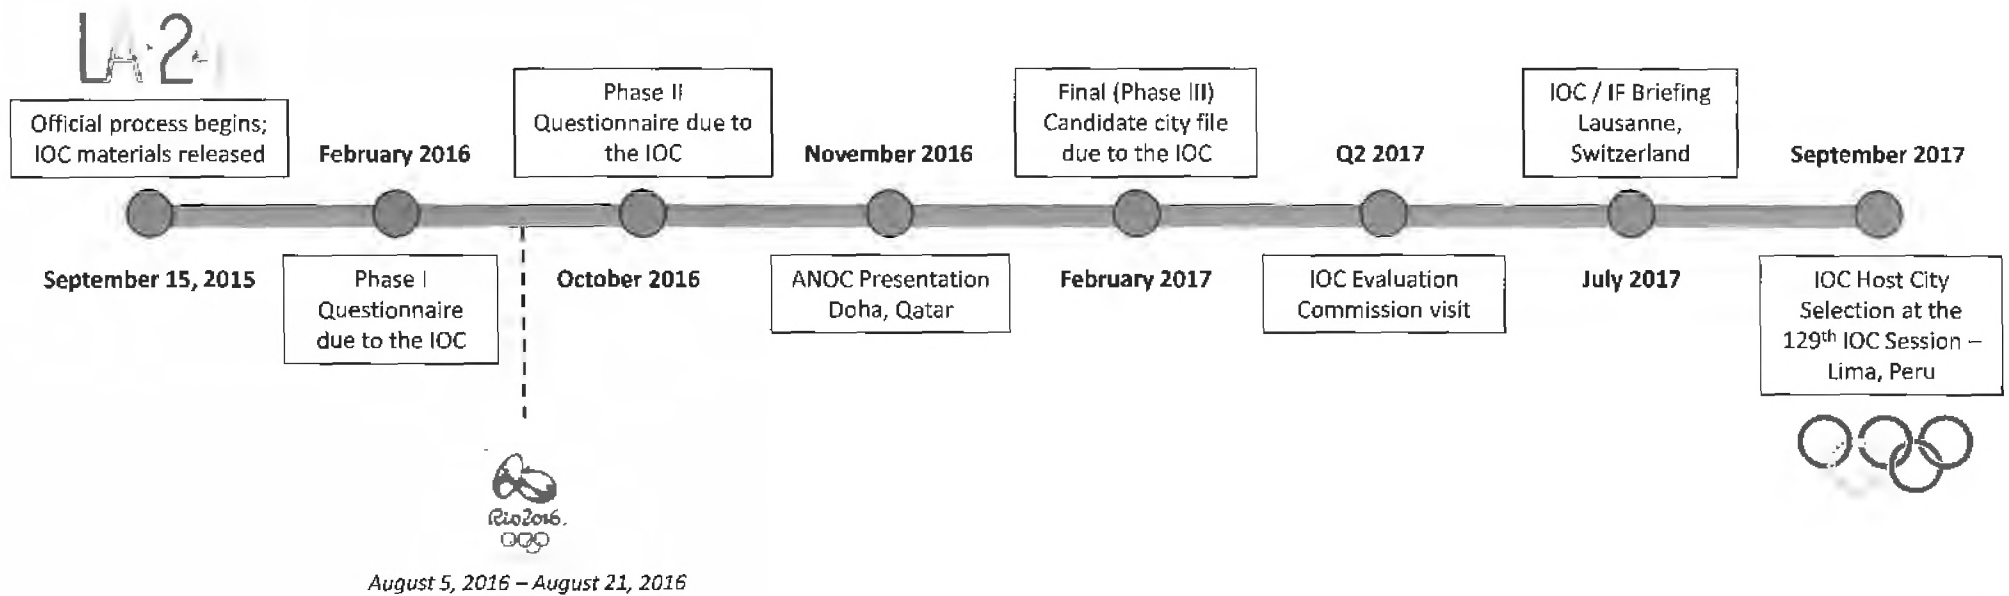 LA2
Official process begins;
IOC materials released
September 15, 2015
February 2016
Phase I
Questionnaire
due to the IOC
Phase II
Questionnaire due to
the IOC
October 2016
November 2016
ANOC Presentation
Doha, Qatar
Final (Phase III)
Candidate city file
due to the IOC
February 2017
Q2 2017
IOC Evaluation
Commission visit
IOC / IF Briefing
Lausanne,
Switzerland
July 2017
September 2017
IOC Host City
Selection at the
129th IOC Session –
Lima, Peru
Rio2016.
August 5, 2016 – August 21, 2016